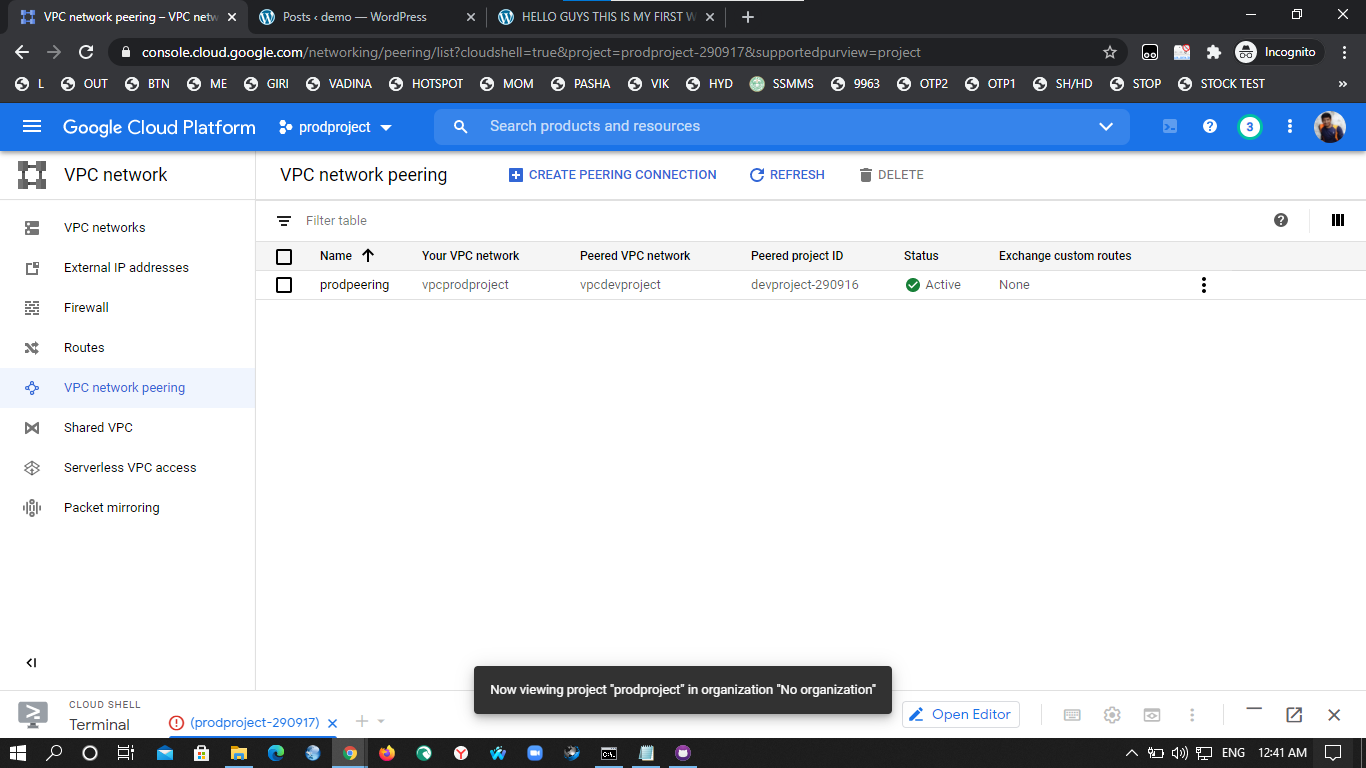 VPC network peering – VPC netw
Posts ‹ demo — WordPress
HELLO GUYS THIS IS MY FIRST W
console.cloud.google.com/networking/peering/list?cloudshell=true&project=prodproject-290917&supportedpurview=project
Incognito
L OUT BTN ME GIRI VADINA HOTSPOT MOM PASHA VIK HYD SSMMS 9963 OTP2 OTP1 SH/HD STOP STOCK TEST »
Google Cloud Platform prodproject Search products and resources 3
VPC network
VPC network peering CREATE PEERING CONNECTION REFRESH DELETE
VPC networks
External IP addresses
Firewall
Routes
VPC network peering
Shared VPC
Serverless VPC access
Packet mirroring
Filter table
Name Your VPC network Peered VPC network Peered project ID Status Exchange custom routes
prodpeering vpcprodproject vpcdevproject devproject-290916 Active None
Now viewing project "prodproject" in organization "No organization"
CLOUD SHELL
Terminal (prodproject-290917) Open Editor
ENG 12:41 AM